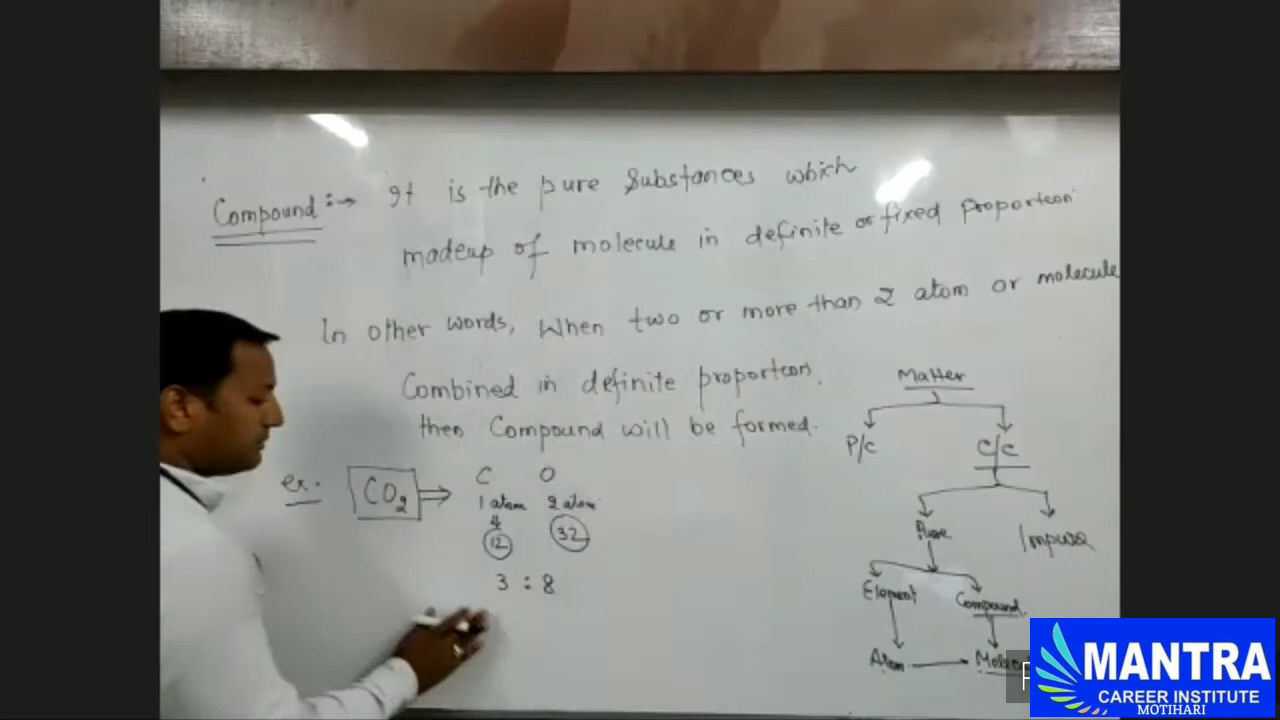 Compound :→ It is the pure substances which
madeup of molecule in definite or fixed proportion
In other words, When two or more than 2 atom or molecule
Combined in definite proportion,
then Compound will be formed.
ex. CO2 ⇒ C O
1 atom 2 atom
12 32
3 : 8
Matter
P/C C/C
Pure Impure
Element Compound
Atom
MANTRA
CAREER INSTITUTE
MOTIHARI